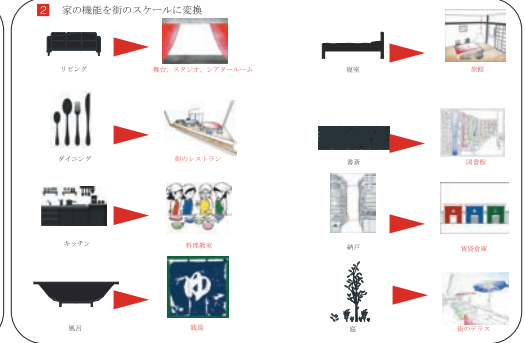 2 家の機能を街のスケールに変換
リビング
舞台、スタジオ、シアタールーム
寝室
旅館
ダイニング
街のレストラン
書斎
図書館
キッチン
料理教室
納戸
賃貸倉庫
風呂
ゆ
銭湯
庭
街のテラス